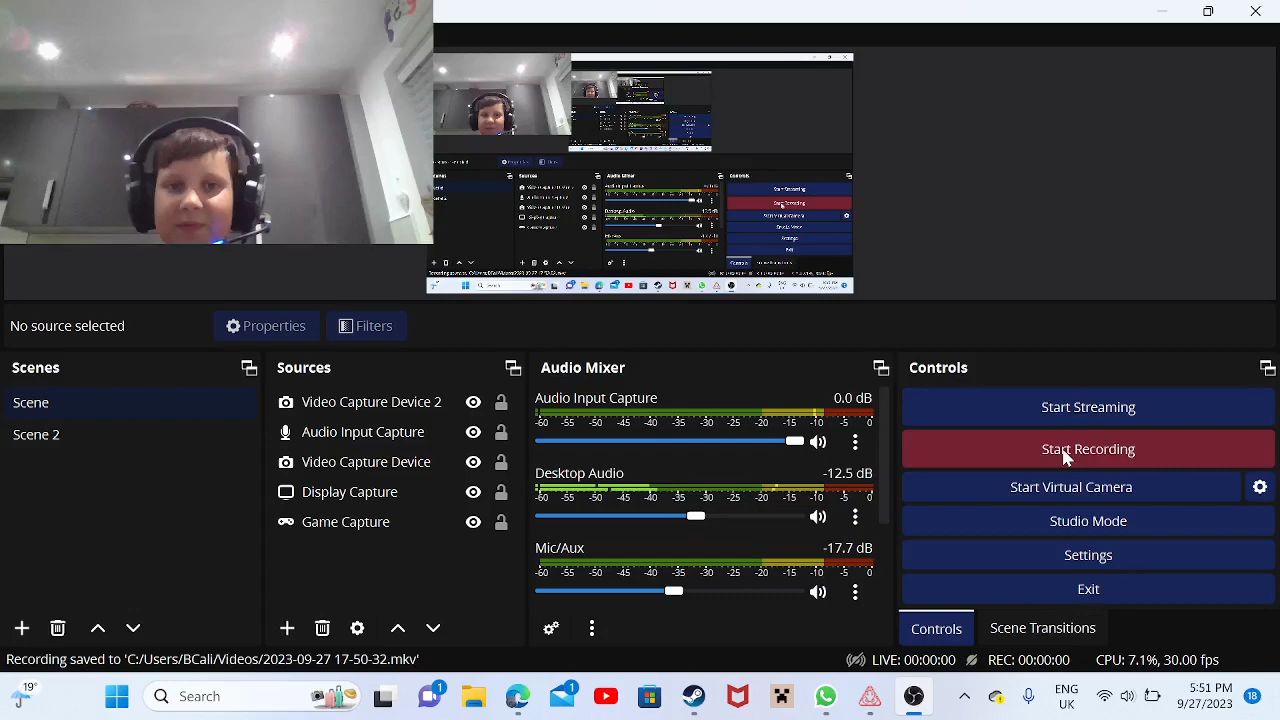 No source selected
Properties
Filters
Scenes
Sources
Audio Mixer
Controls
Scene
Scene 2
Video Capture Device 2
Audio Input Capture
Video Capture Device
Display Capture
Game Capture
Audio Input Capture 0.0 dB
-60 -55 -50 -45 -40 -35 -30 -25 -20 -15 -10 -5 0
Desktop Audio -12.5 dB
-60 -55 -50 -45 -40 -35 -30 -25 -20 -15 -10 -5 0
Mic/Aux -17.7 dB
-60 -55 -50 -45 -40 -35 -30 -25 -20 -15 -10 -5 0
Start Streaming
Start Recording
Start Virtual Camera
Studio Mode
Settings
Exit
Controls
Scene Transitions
Recording saved to 'C:/Users/BCali/Videos/2023-09-27 17-50-32.mkv'
LIVE: 00:00:00
REC: 00:00:00
CPU: 7.1%, 30.00 fps
19°
Search
1
1
ENG
UK
5:51 PM
9/27/2023
18